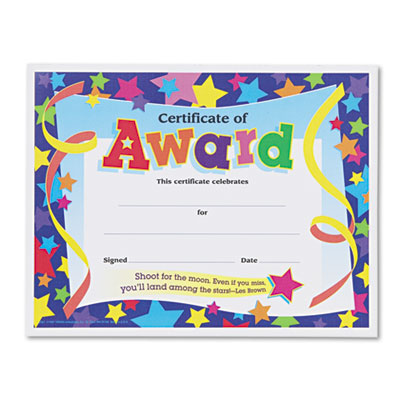 Certificate of
Award
This certificate celebrates
for
Signed Date
Shoot for the moon. Even if you miss,
you'll land among the stars!—Les Brown